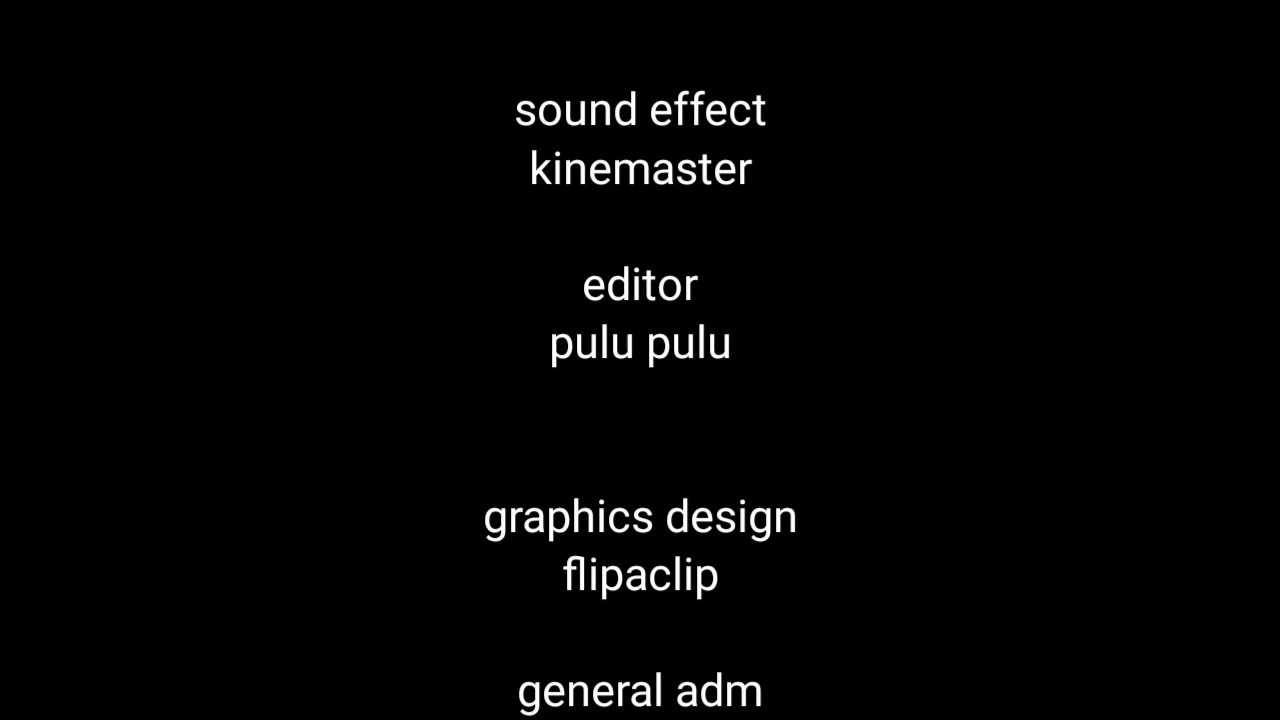 sound effect
kinemaster
editor
pulu pulu
graphics design
flipaclip
general adm